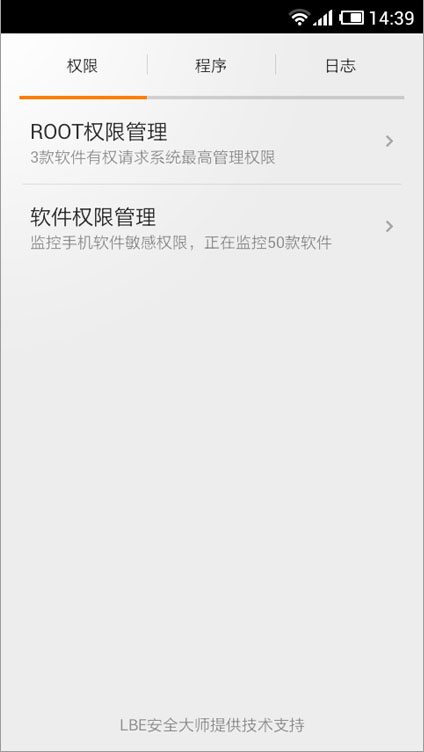 14:39
权限
程序
日志
ROOT权限管理
3款软件有权请求系统最高管理权限
软件权限管理
监控手机软件敏感权限，正在监控50款软件
LBE安全大师提供技术支持